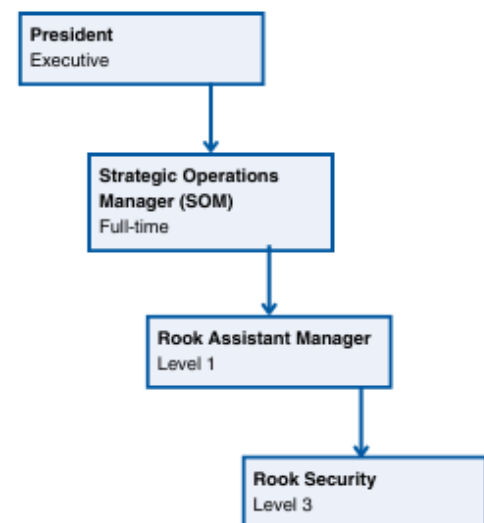 President
Executive
Strategic Operations
Manager (SOM)
Full-time
Rook Assistant Manager
Level 1
Rook Security
Level 3